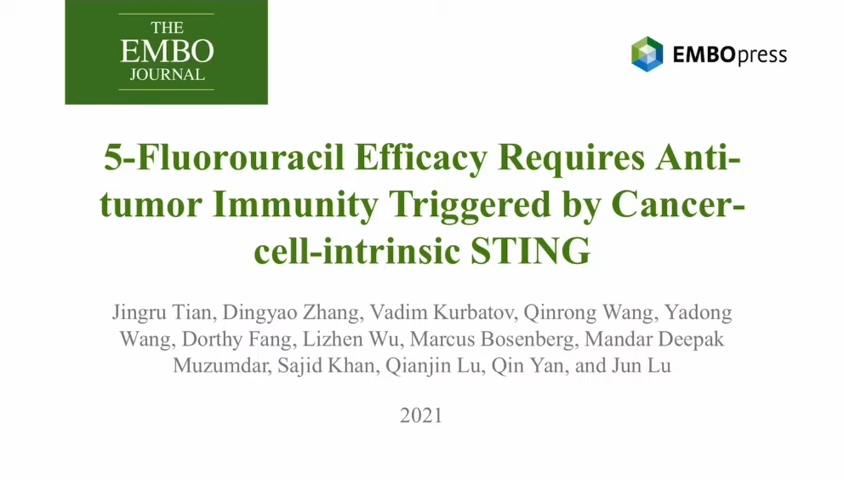 THE
EMBO
JOURNAL
EMBOpress
5-Fluorouracil Efficacy Requires Anti-
tumor Immunity Triggered by Cancer-
cell-intrinsic STING
Jingru Tian, Dingyao Zhang, Vadim Kurbatov, Qinrong Wang, Yadong
Wang, Dorthy Fang, Lizhen Wu, Marcus Bosenberg, Mandar Deepak
Muzumdar, Sajid Khan, Qianjin Lu, Qin Yan, and Jun Lu
2021